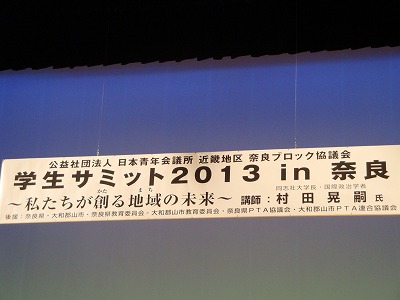 公益社団法人 日本青年会議所 近畿地区 奈良ブロック協議会
学生サミット2013 in 奈良
同志社大学長・国際政治学者
かた まち
～私たちが創る地域の未来～ 講師：村田晃嗣 氏
後援：奈良県・大和郡山市・奈良県教育委員会・大和郡山市教育委員会・奈良県PTA協議会・大和郡山市PTA連合協議会